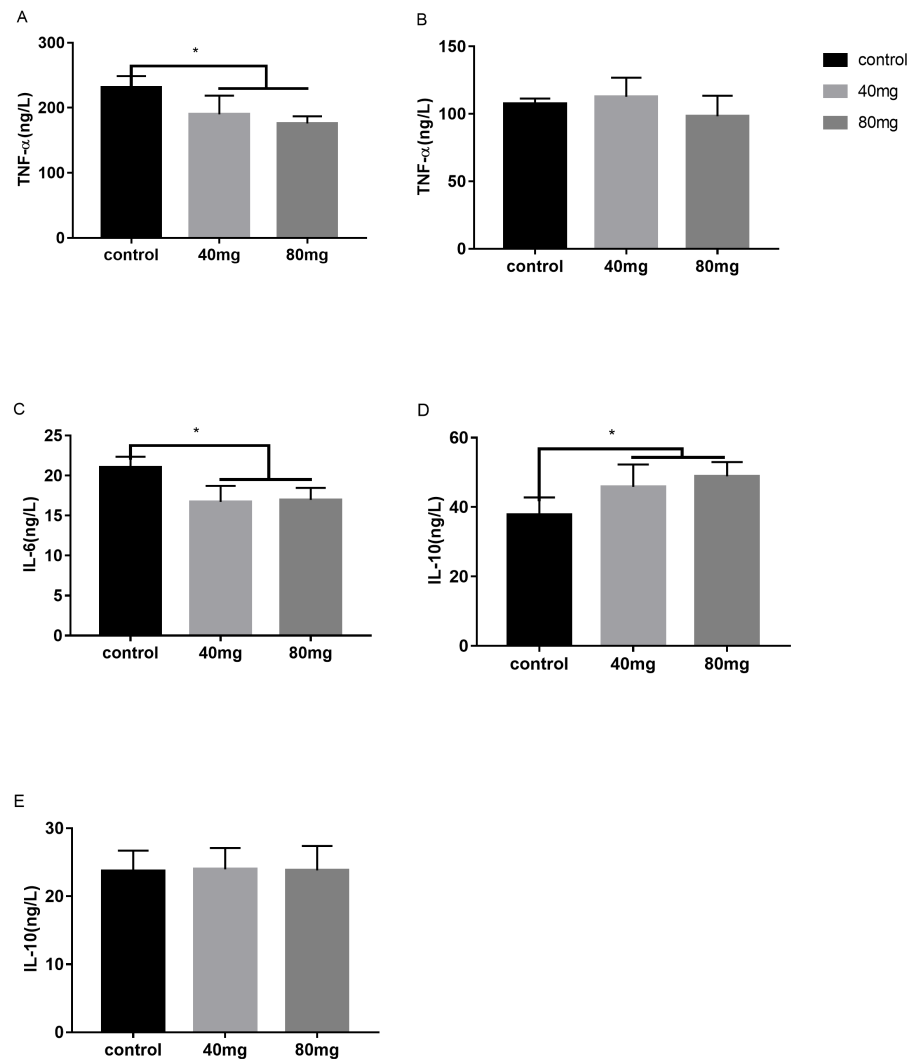 A
TNF-α(ng/L)
300
200
100
0
*
control 40mg 80mg
B
TNF-α(ng/L)
150
100
50
0
control 40mg 80mg
control
40mg
80mg
C
IL-6(ng/L)
25
20
15
10
5
0
*
control 40mg 80mg
D
IL-10(ng/L)
60
40
20
0
*
control 40mg 80mg
E
IL-10(ng/L)
30
20
10
0
control 40mg 80mg